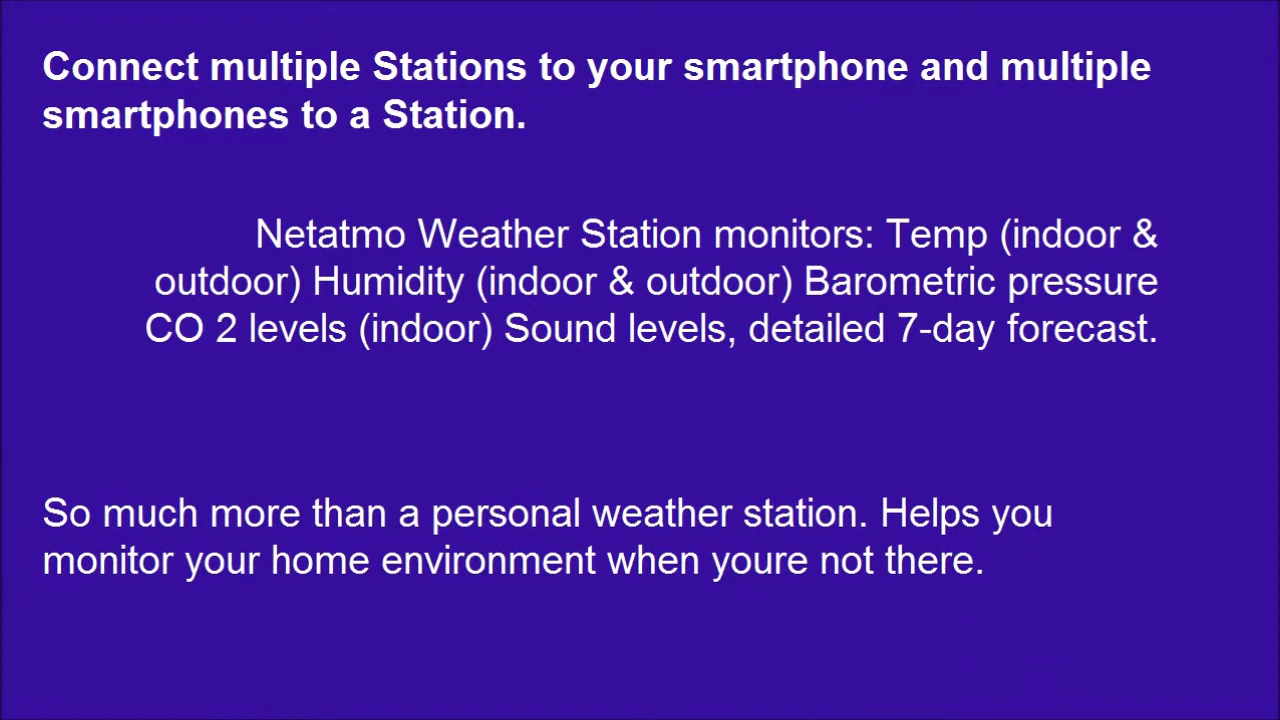 Connect multiple Stations to your smartphone and multiple
smartphones to a Station.
Netatmo Weather Station monitors: Temp (indoor &
outdoor) Humidity (indoor & outdoor) Barometric pressure
CO 2 levels (indoor) Sound levels, detailed 7-day forecast.
So much more than a personal weather station. Helps you
monitor your home environment when youre not there.